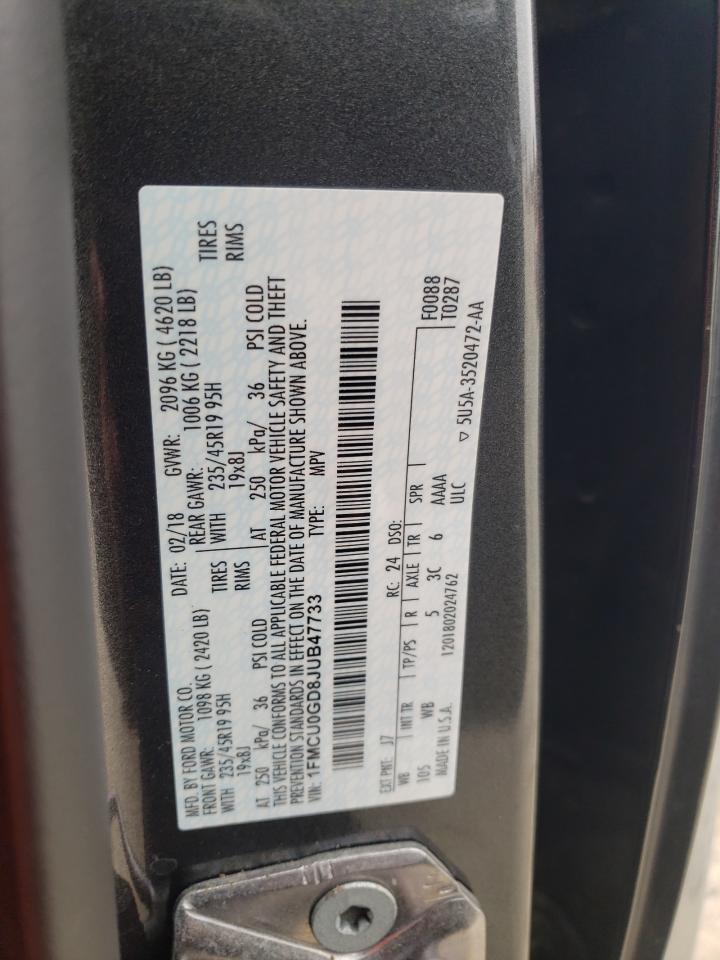 MFD. BY FORD MOTOR CO.
DATE: 02/18 GVWR: 2096 KG ( 4620 LB)
FRONT GAWR: 1098 KG ( 2420 LB) REAR GAWR: 1006 KG ( 2218 LB)
WITH 235/45R19 95H TIRES WITH 235/45R19 95H TIRES
19x8J RIMS 19x8J RIMS
AT 250 kPa/ 36 PSI COLD AT 250 kPa/ 36 PSI COLD
THIS VEHICLE CONFORMS TO ALL APPLICABLE FEDERAL MOTOR VEHICLE SAFETY AND THEFT
PREVENTION STANDARDS IN EFFECT ON THE DATE OF MANUFACTURE SHOWN ABOVE.
VIN: 1FMCU0GD8JUB47733 TYPE: MPV
EXT PNT: J7 RC: 24 DSO: F0088
WB INT TR TP/PS R AXLE TR SPR T0287
105 WB 5 3C 6 AAAA
MADE IN U.S.A. 1201802024762 ULC
▽ 5U5A-3520472-AA